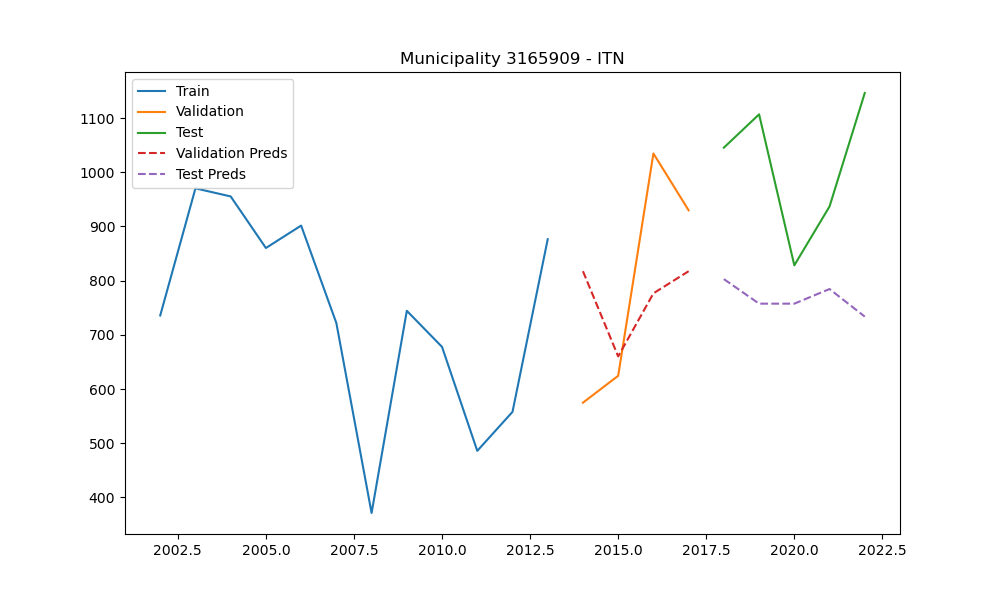 Municipality 3165909 - ITN
Train
Validation
Test
Validation Preds
Test Preds
1100
1000
900
800
700
600
500
400
2002.5 2005.0 2007.5 2010.0 2012.5 2015.0 2017.5 2020.0 2022.5